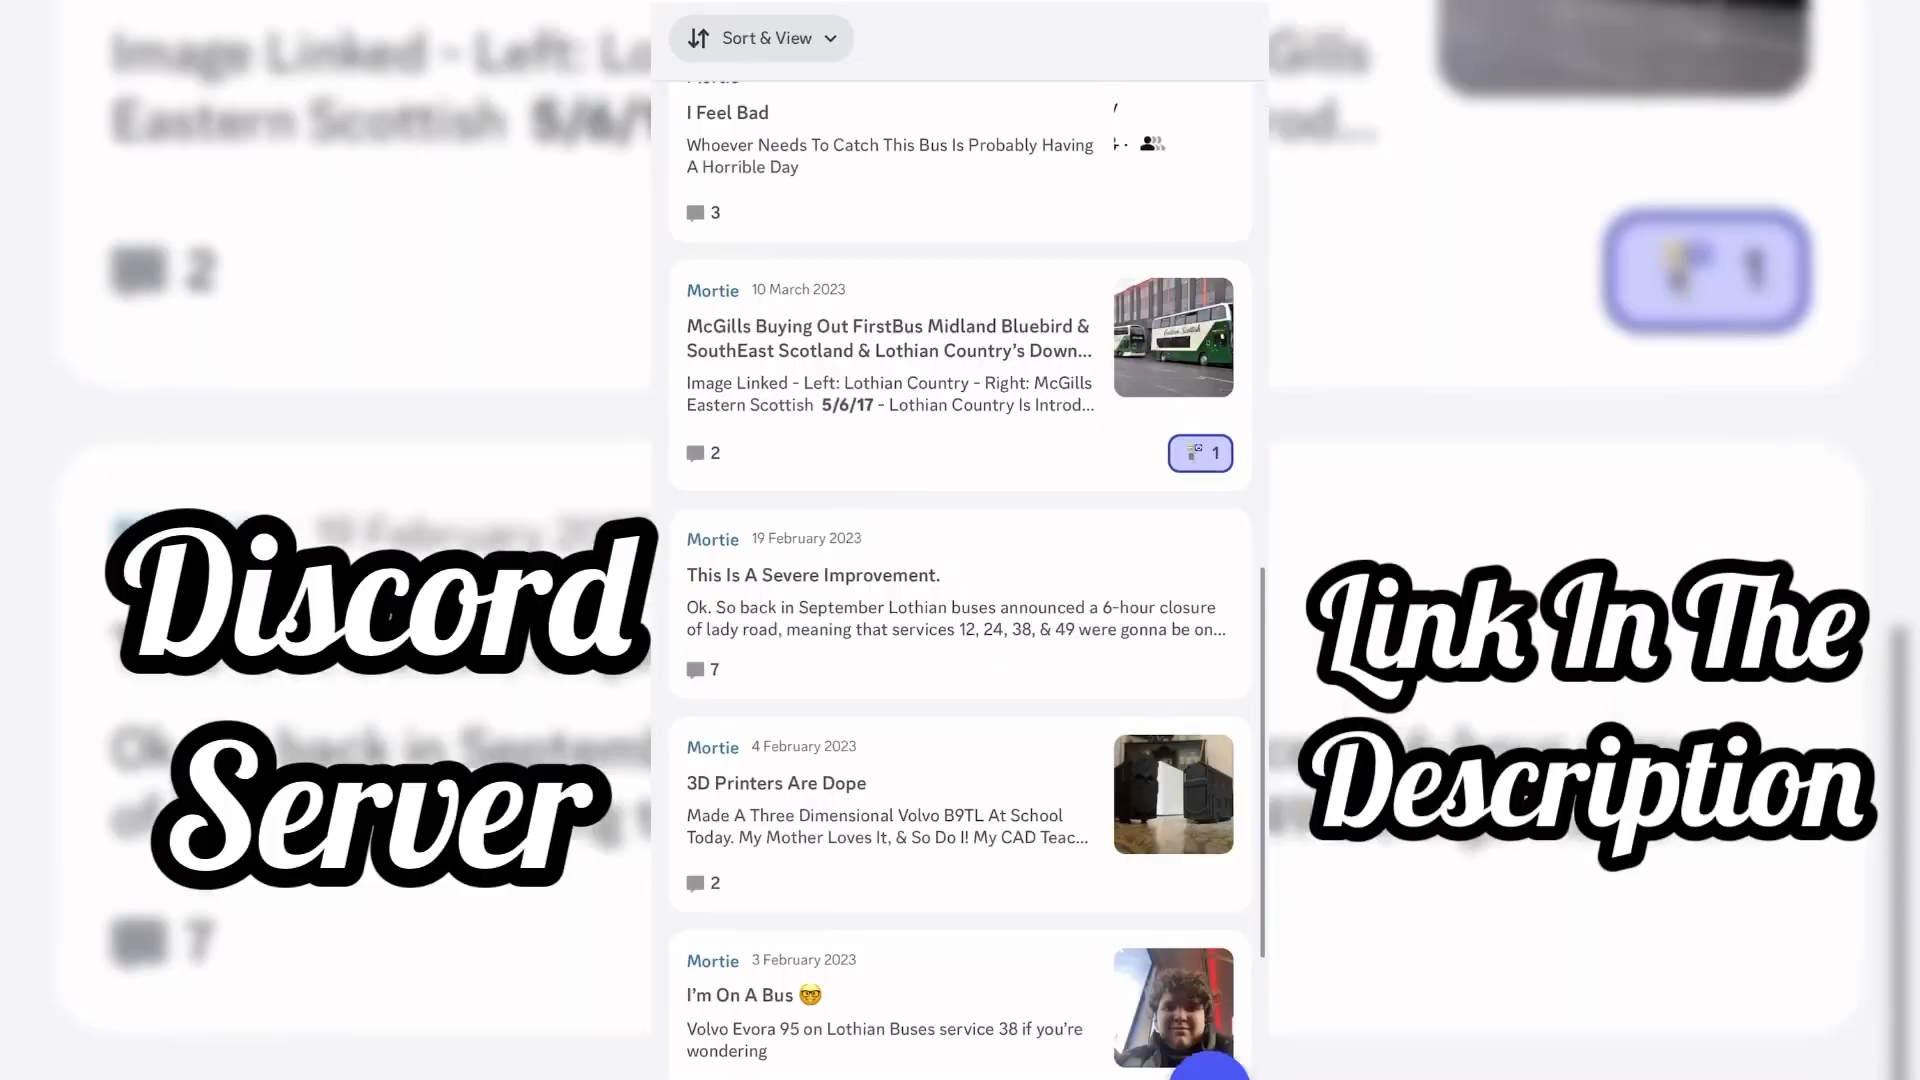 Sort & View
I Feel Bad
Whoever Needs To Catch This Bus Is Probably Having
A Horrible Day
3
Mortie 10 March 2023
McGills Buying Out FirstBus Midland Bluebird &
SouthEast Scotland & Lothian Country’s Down...
Image Linked - Left: Lothian Country - Right: McGills
Eastern Scottish 5/6/17 - Lothian Country Is Introd...
2
1
Mortie 19 February 2023
This Is A Severe Improvement.
Ok. So back in September Lothian buses announced a 6-hour closure
of lady road, meaning that services 12, 24, 38, & 49 were gonna be on...
7
Mortie 4 February 2023
3D Printers Are Dope
Made A Three Dimensional Volvo B9TL At School
Today. My Mother Loves It, & So Do I! My CAD Teac...
2
Mortie 3 February 2023
I’m On A Bus 🤓
Volvo Evora 95 on Lothian Buses service 38 if you’re
wondering
Discord
Server
Link In The
Description